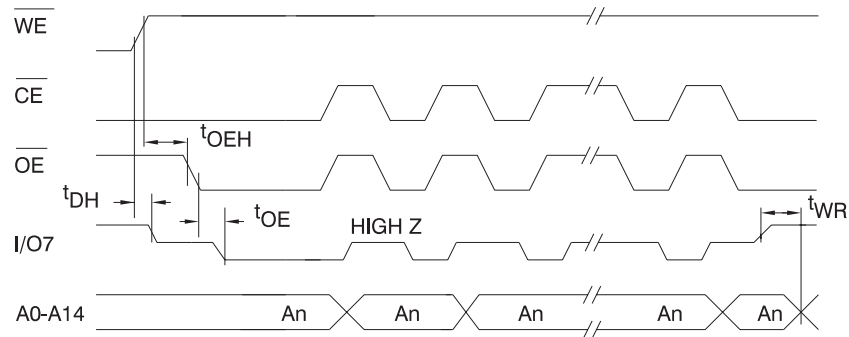 WE
CE
tOEH
OE
tDH
tOE
tWR
I/O7
HIGH Z
A0-A14
An
An
An
An
An